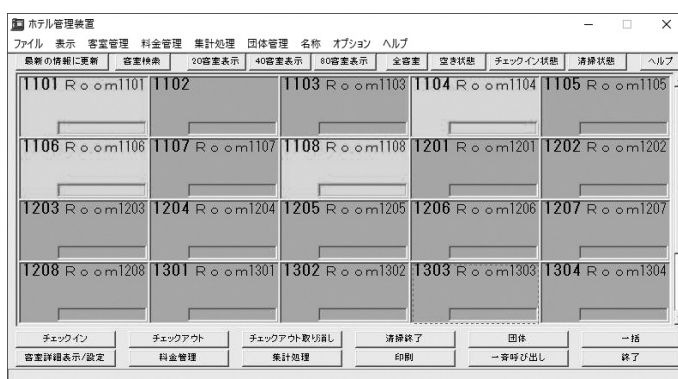 ホテル管理装置
ファイル 表示 客室管理 料金管理 集計処理 団体管理 名称 オプション ヘルプ
最新の情報に更新 客室検索 20客室表示 40客室表示 80客室表示 全客室 空き状態 チェックイン状態 清掃状態 ヘルプ
1101 Room1101 1102 1103 Room1103 1104 Room1104 1105 Room1105
1106 Room1106 1107 Room1107 1108 Room1108 1201 Room1201 1202 Room1202
1203 Room1203 1204 Room1204 1205 Room1205 1206 Room1206 1207 Room1207
1208 Room1208 1301 Room1301 1302 Room1302 1303 Room1303 1304 Room1304
チェックイン チェックアウト チェックアウト取り消し 清掃終了 団体 一括
客室詳細表示/設定 料金管理 集計処理 印刷 一斉呼び出し 終了